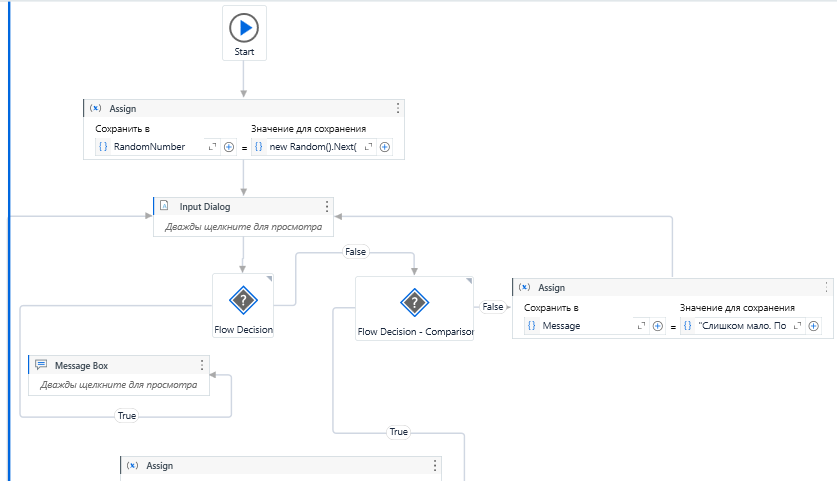 Start
Assign
Сохранить в
Значение для сохранения
RandomNumber
=
new Random().Next(
Input Dialog
Дважды щелкните для просмотра
False
Flow Decision
Flow Decision - Comparisor
False
Assign
Сохранить в
Значение для сохранения
Message
=
"Слишком мало. По
Message Box
Дважды щелкните для просмотра
True
True
Assign